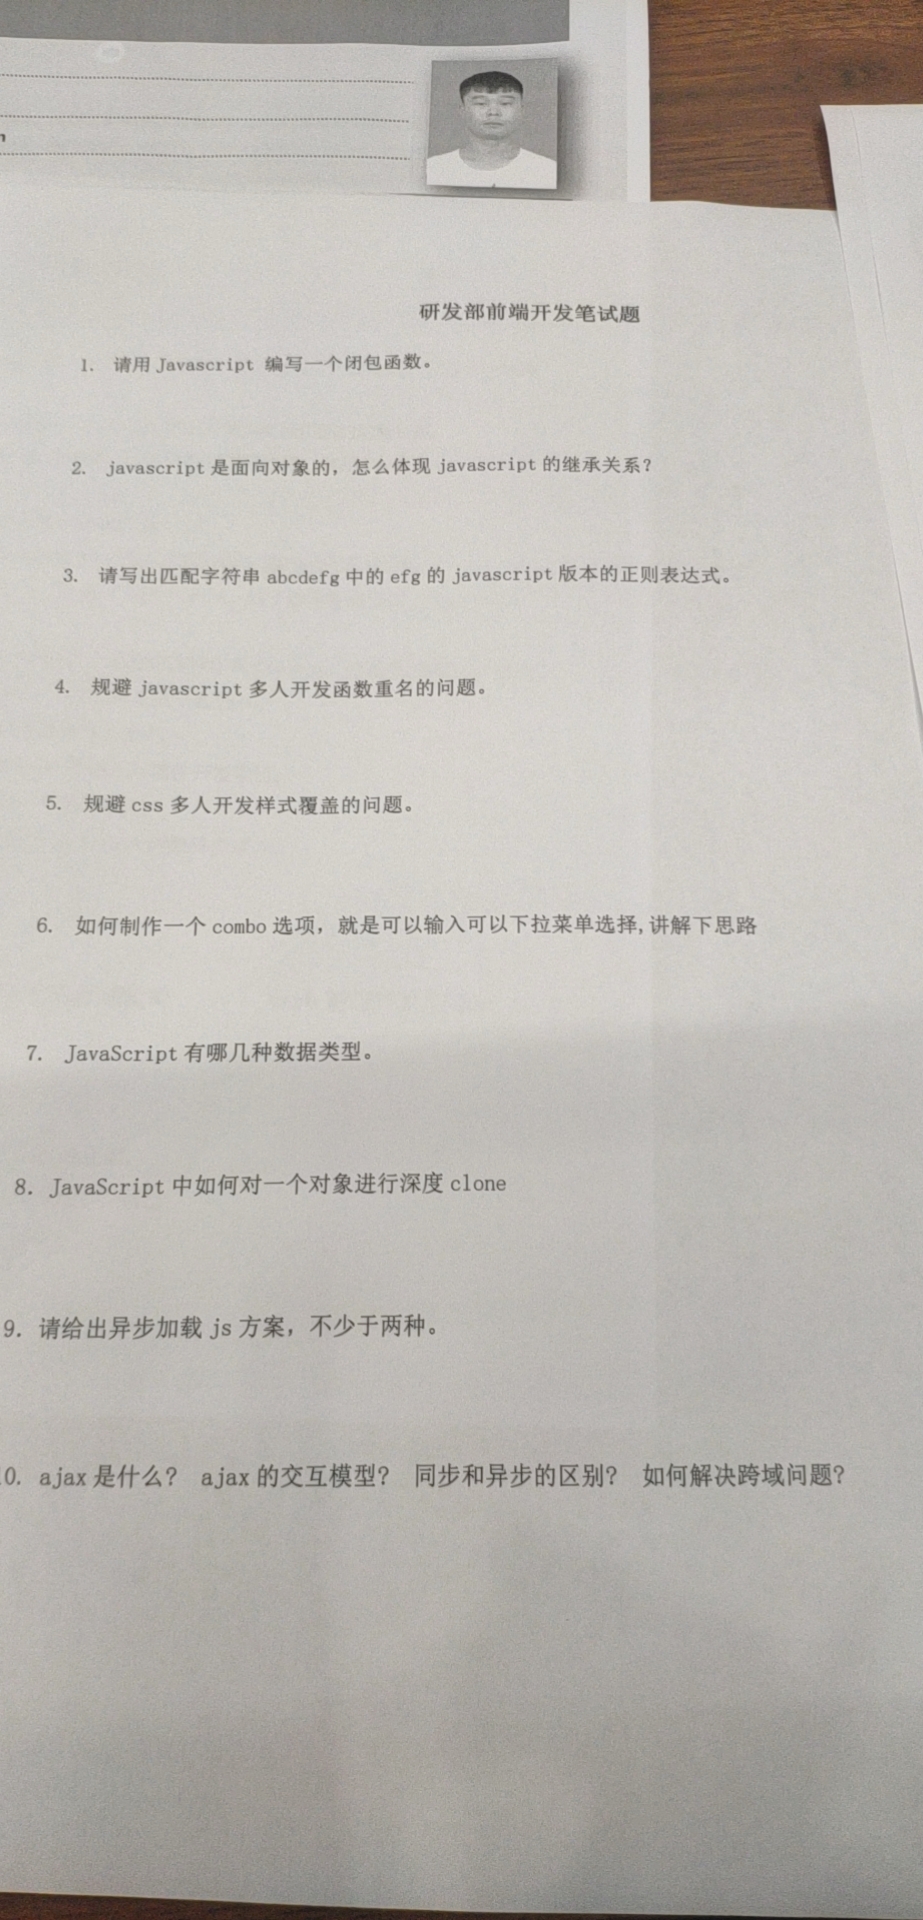 研发部前端开发笔试题
1. 请用 Javascript 编写一个闭包函数。
2. javascript 是面向对象的，怎么体现 javascript 的继承关系？
3. 请写出匹配字符串 abcdefg 中的 efg 的 javascript 版本的正则表达式。
4. 规避 javascript 多人开发函数重名的问题。
5. 规避 css 多人开发样式覆盖的问题。
6. 如何制作一个 combo 选项，就是可以输入可以下拉菜单选择,讲解下思路
7. JavaScript 有哪几种数据类型。
8. JavaScript 中如何对一个对象进行深度 clone
9. 请给出异步加载 js 方案，不少于两种。
0. ajax 是什么? ajax 的交互模型? 同步和异步的区别? 如何解决跨域问题?